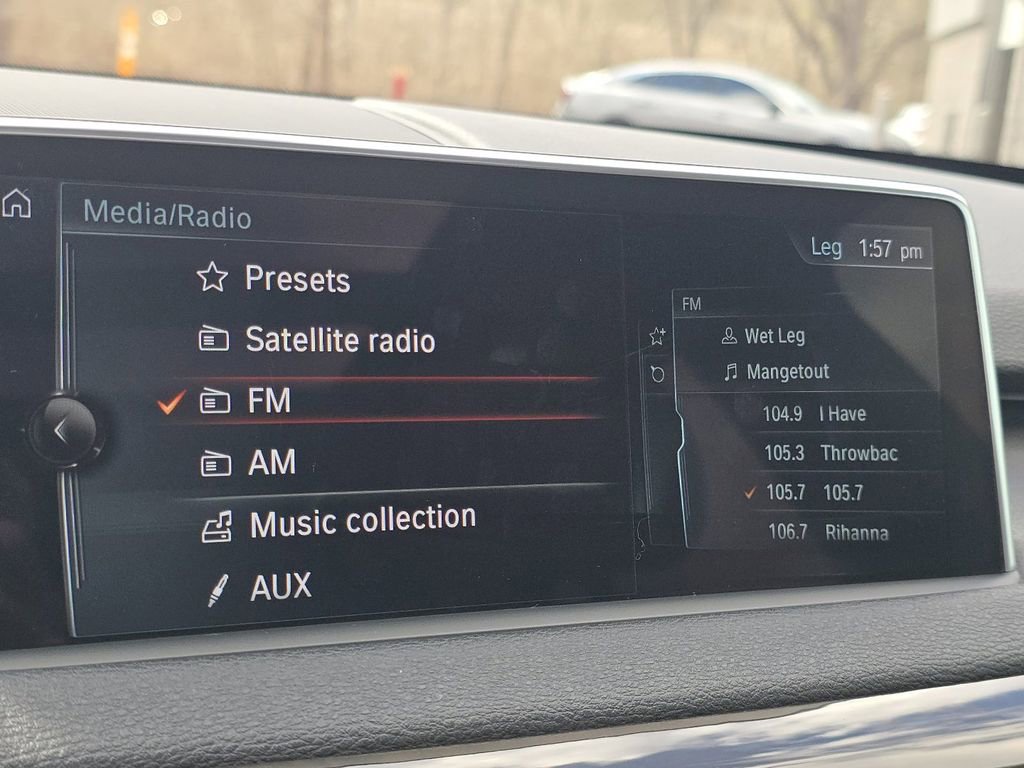 Media/Radio
Presets
Satellite radio
FM
AM
Music collection
AUX
Leg 1:57 pm
FM
Wet Leg
Mangetout
104.9 I Have
105.3 Throwbac
105.7 105.7
106.7 Rihanna